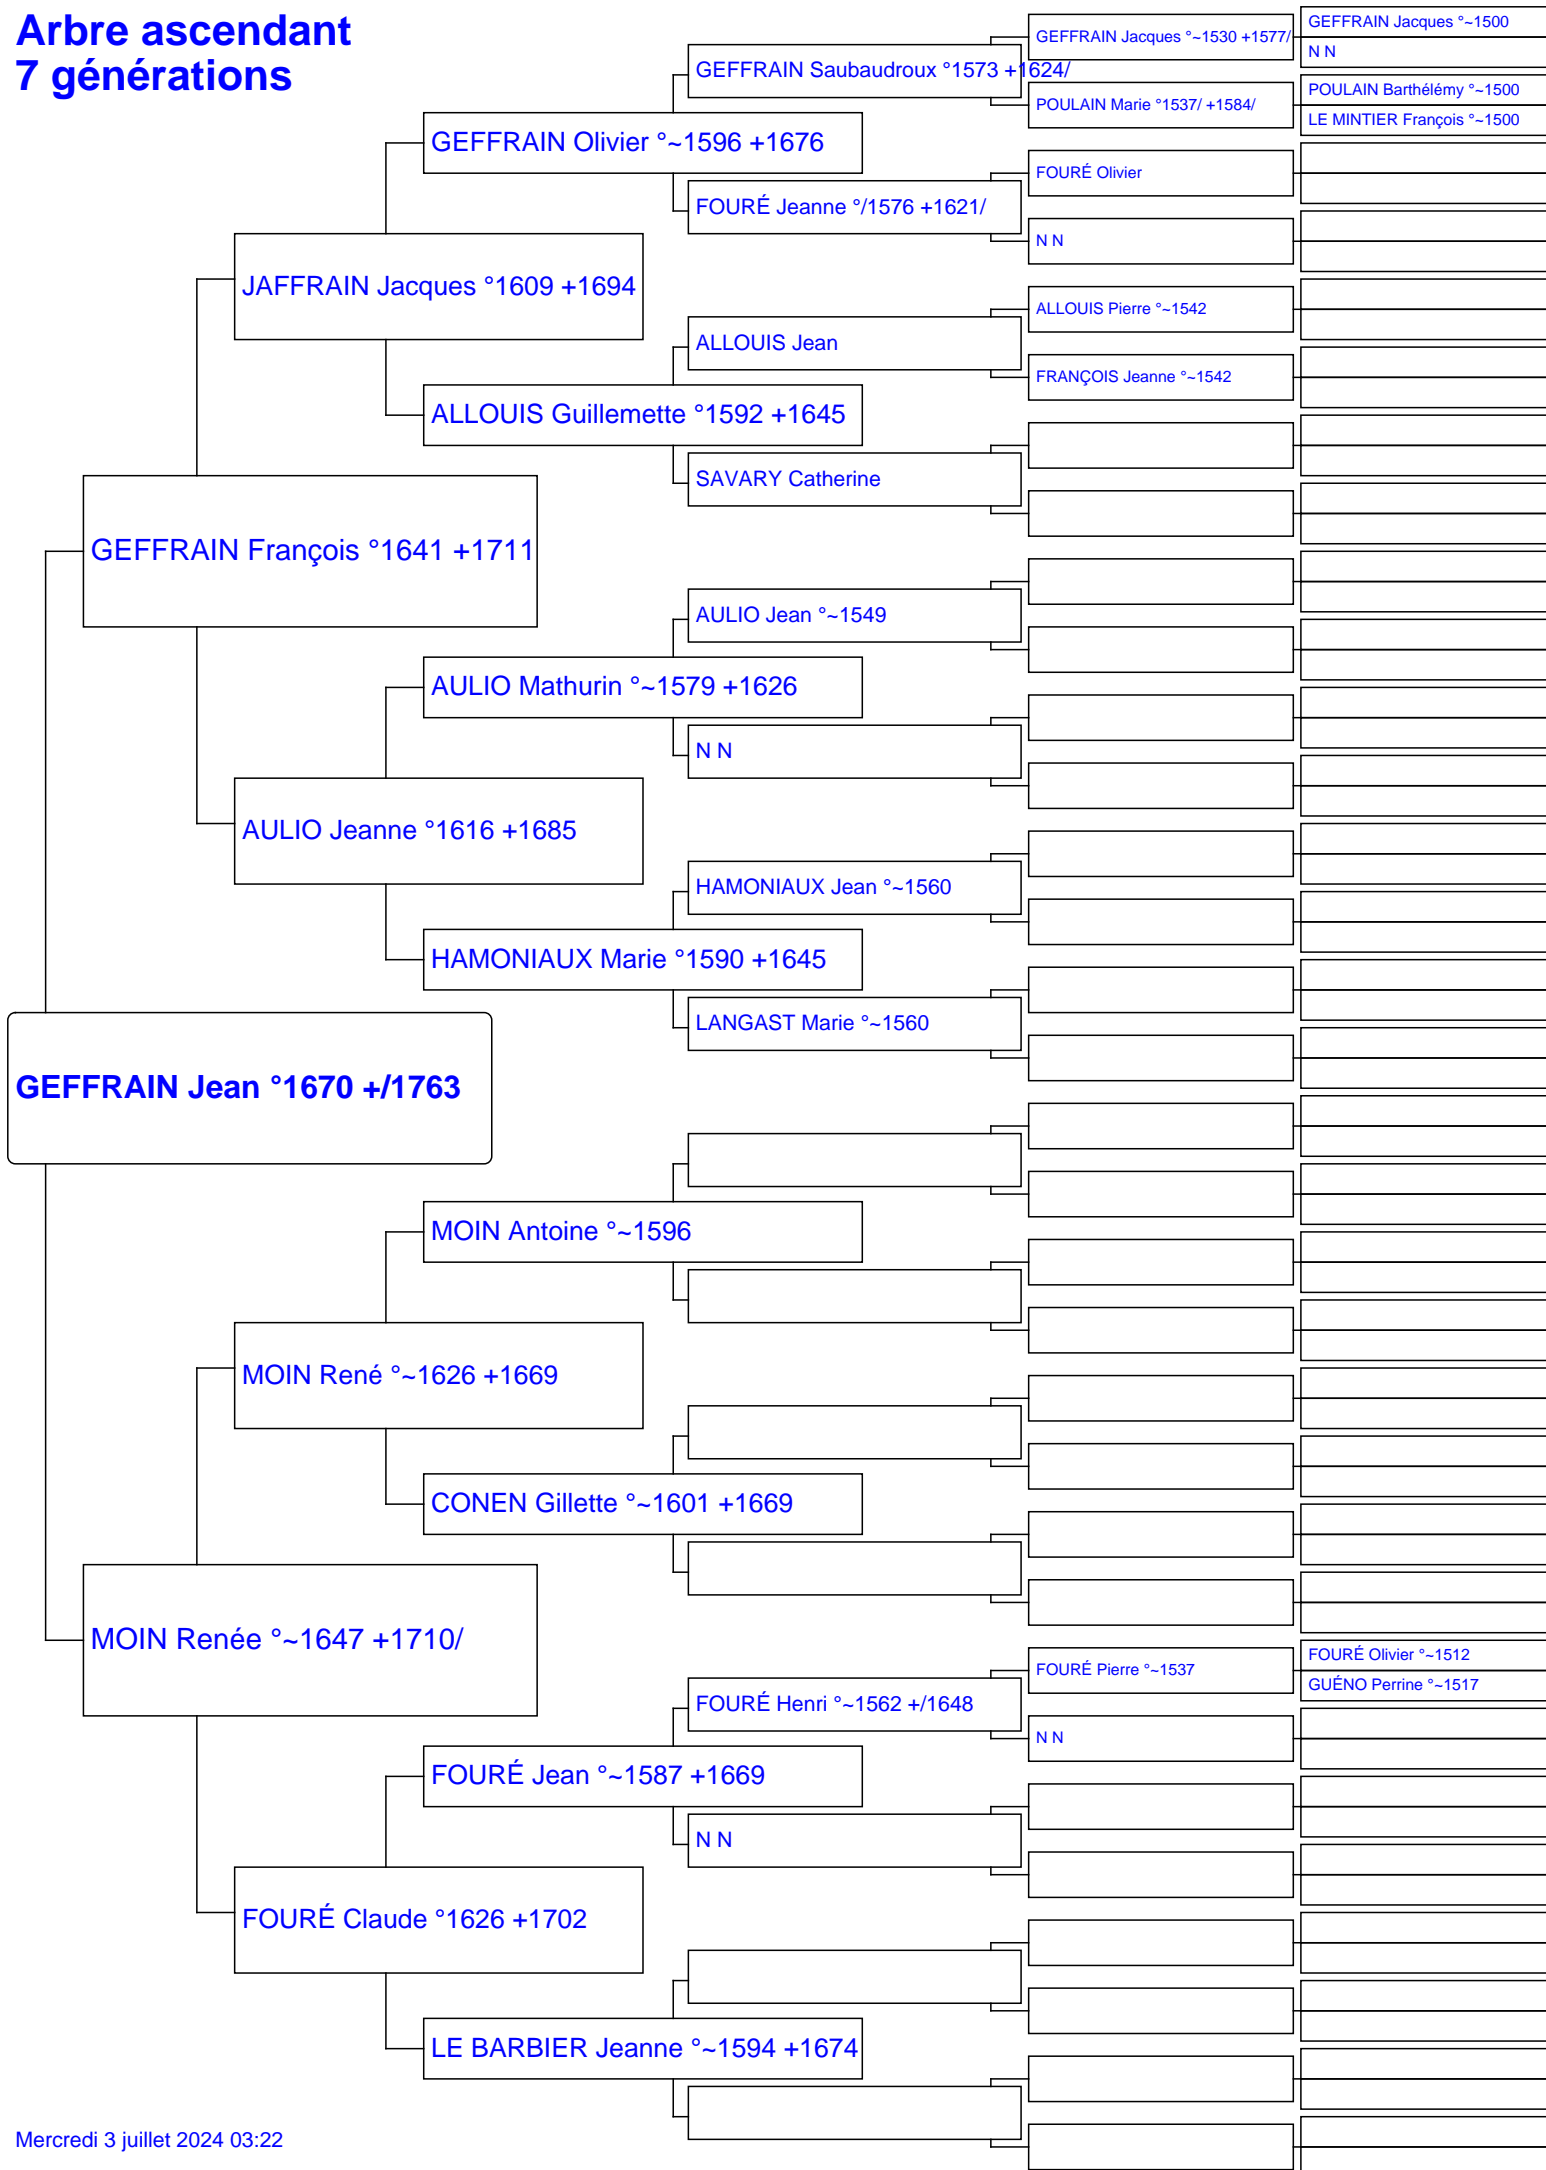 Arbre ascendant
7 générations
GEFFRAIN Jean °1670 +/1763
GEFFRAIN François °1641 +1711
MOIN Renée °~1647 +1710/
JAFFRAIN Jacques °1609 +1694
AULIO Jeanne °1616 +1685
MOIN René °~1626 +1669
FOURÉ Claude °1626 +1702
GEFFRAIN Olivier °~1596 +1676
ALLOUIS Guillemette °1592 +1645
AULIO Mathurin °~1579 +1626
HAMONIAUX Marie °1590 +1645
MOIN Antoine °~1596
CONEN Gillette °~1601 +1669
FOURÉ Jean °~1587 +1669
LE BARBIER Jeanne °~1594 +1674
GEFFRAIN Saubaudroux °1573 +1624/
FOURÉ Jeanne °/1576 +1621/
ALLOUIS Jean
SAVARY Catherine
AULIO Jean °~1549
N N
HAMONIAUX Jean °~1560
LANGAST Marie °~1560
FOURÉ Henri °~1562 +/1648
N N
GEFFRAIN Jacques °~1530 +1577/
POULAIN Marie °1537/ +1584/
FOURÉ Olivier
N N
ALLOUIS Pierre °~1542
FRANÇOIS Jeanne °~1542
FOURÉ Pierre °~1537
N N
GEFFRAIN Jacques °~1500
N N
POULAIN Barthélémy °~1500
LE MINTIER François °~1500
FOURÉ Olivier °~1512
GUÉNO Perrine °~1517
Mercredi 3 juillet 2024 03:22